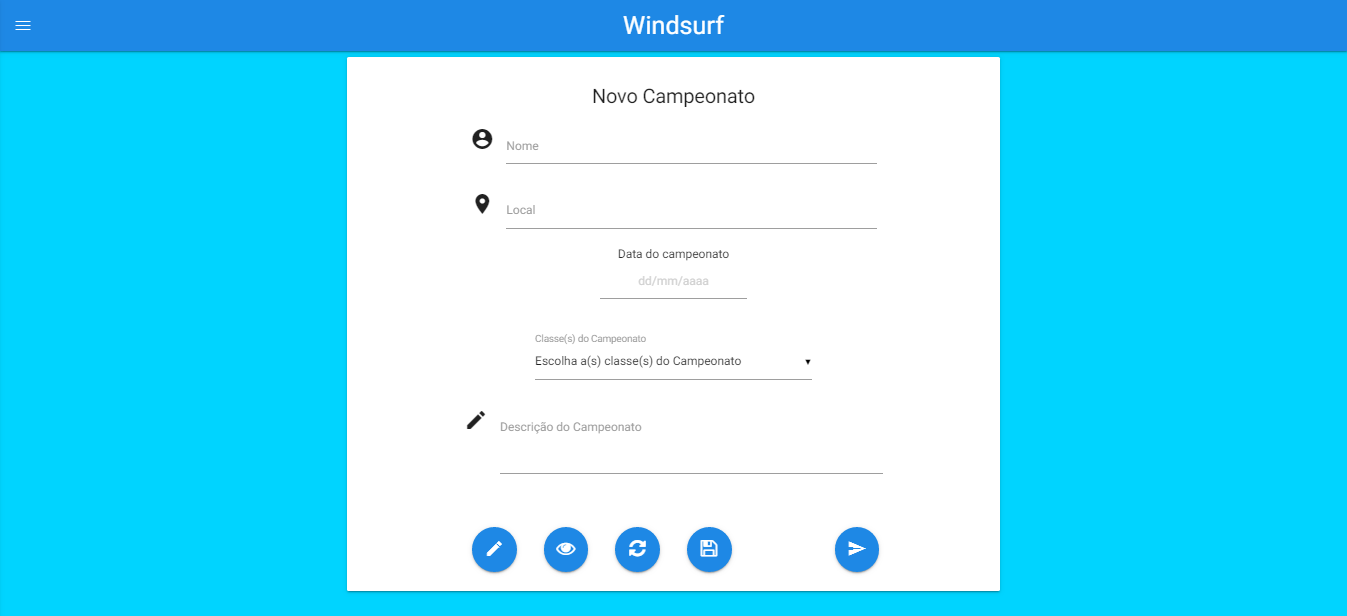 Windsurf
Novo Campeonato
Nome
Local
Data do campeonato
dd/mm/aaaa
Classe(s) do Campeonato
Escolha a(s) classe(s) do Campeonato
Descrição do Campeonato